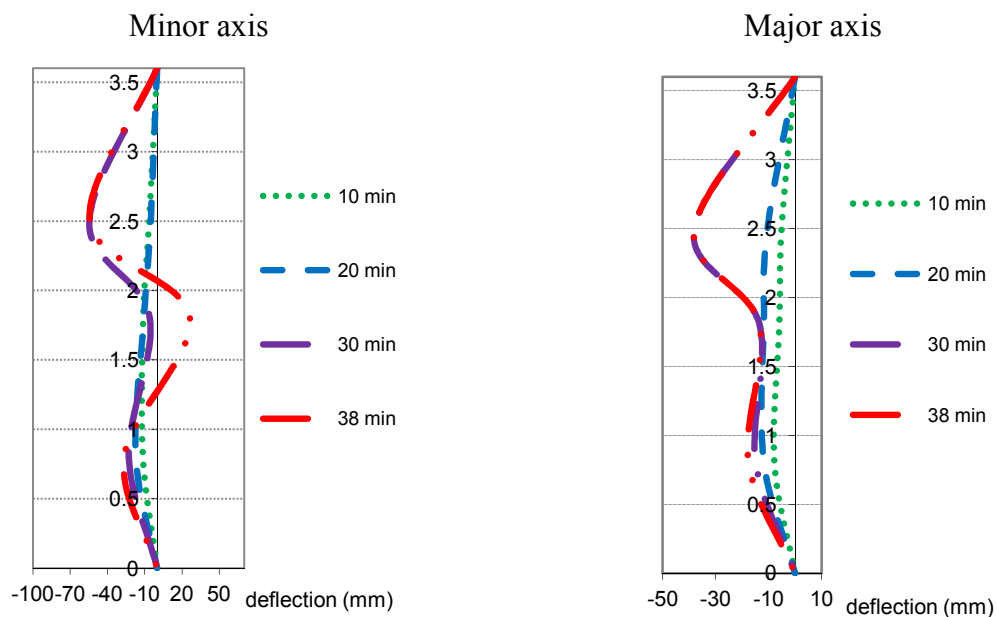 Minor axis
3.5
3
2.5
2
1.5
1
0.5
0
-100-70 -40 -10 20 50
deflection (mm)
10 min
20 min
30 min
38 min
Major axis
3.5
3
2.5
2
1.5
1
0.5
0
-50 -30 -10 10
deflection (mm)
10 min
20 min
30 min
38 min